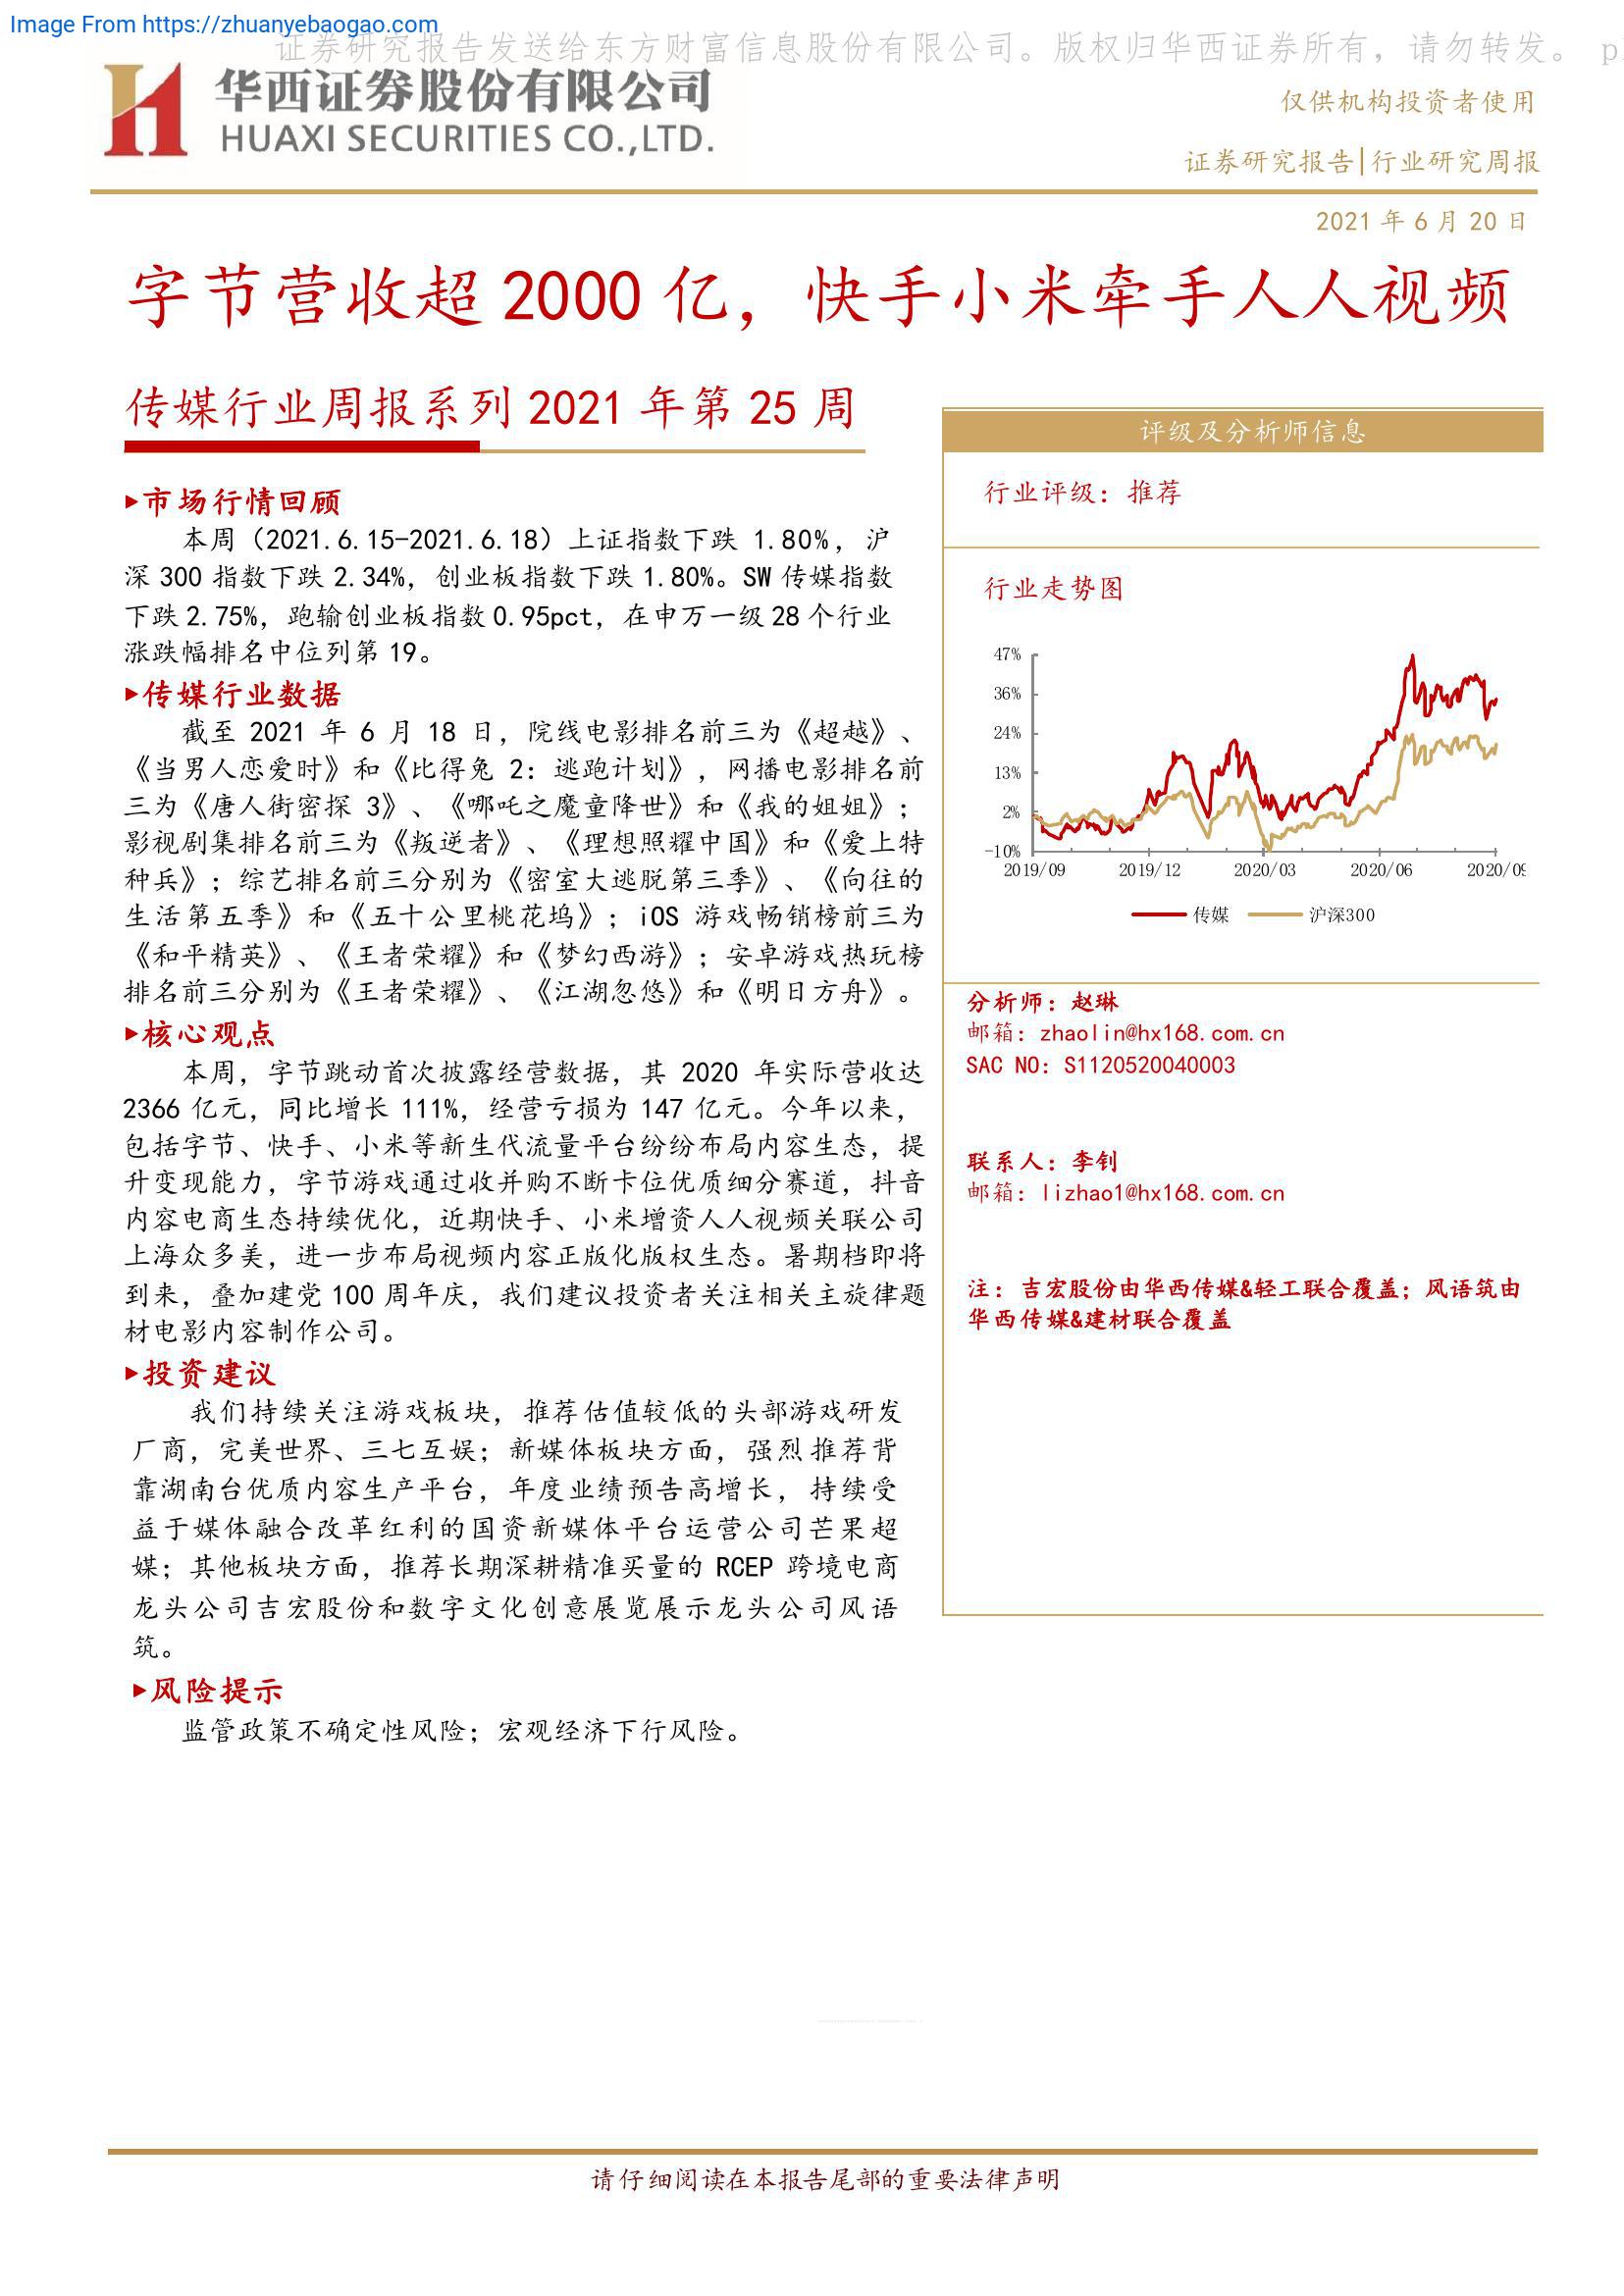 Image From https://zhuanyebaogao.com
证券研究报告发送给东方财富信息股份有限公司。版权归华西证券所有，请勿转发。 p
华西证券股份有限公司
HUAXI SECURITIES CO.,LTD.
仅供机构投资者使用
证券研究报告|行业研究周报
2021 年 6 月 20 日
字节营收超 2000 亿，快手小米牵手人人视频
传媒行业周报系列 2021 年第 25 周
市场行情回顾
本周（2021.6.15-2021.6.18）上证指数下跌 1.80%，沪
深 300 指数下跌 2.34%，创业板指数下跌 1.80%。SW 传媒指数
下跌 2.75%，跑输创业板指数 0.95pct，在申万一级 28 个行业
涨跌幅排名中位列第 19。
传媒行业数据
截至 2021 年 6 月 18 日，院线电影排名前三为《超越》、
《当男人恋爱时》和《比得兔 2：逃跑计划》，网播电影排名前
三为《唐人街密探 3》、《哪吒之魔童降世》和《我的姐姐》；
影视剧集排名前三为《叛逆者》、《理想照耀中国》和《爱上特
种兵》；综艺排名前三分别为《密室大逃脱第三季》、《向往的
生活第五季》和《五十公里桃花坞》；iOS 游戏畅销榜前三为
《和平精英》、《王者荣耀》和《梦幻西游》；安卓游戏热玩榜
排名前三分别为《王者荣耀》、《江湖忽悠》和《明日方舟》。
核心观点
本周，字节跳动首次披露经营数据，其 2020 年实际营收达
2366 亿元，同比增长 111%，经营亏损为 147 亿元。今年以来，
包括字节、快手、小米等新生代流量平台纷纷布局内容生态，提
升变现能力，字节游戏通过收并购不断卡位优质细分赛道，抖音
内容电商生态持续优化，近期快手、小米增资人人视频关联公司
上海众多美，进一步布局视频内容正版化版权生态。暑期档即将
到来，叠加建党 100 周年庆，我们建议投资者关注相关主旋律题
材电影内容制作公司。
投资建议
我们持续关注游戏板块，推荐估值较低的头部游戏研发
厂商，完美世界、三七互娱；新媒体板块方面，强烈推荐背
靠湖南台优质内容生产平台，年度业绩预告高增长，持续受
益于媒体融合改革红利的国资新媒体平台运营公司芒果超
媒；其他板块方面，推荐长期深耕精准买量的 RCEP 跨境电商
龙头公司吉宏股份和数字文化创意展览展示龙头公司风语
筑。
风险提示
监管政策不确定性风险；宏观经济下行风险。
评级及分析师信息
行业评级：推荐
行业走势图
47%
36%
24%
13%
2%
-10%
2019/09 2019/12 2020/03 2020/06 2020/09
传媒 沪深300
分析师：赵琳
邮箱：zhaolin@hx168.com.cn
SAC NO：S1120520040003
联系人：李钊
邮箱：lizhao1@hx168.com.cn
注：吉宏股份由华西传媒&轻工联合覆盖；风语筑由
华西传媒&建材联合覆盖
请仔细阅读在本报告尾部的重要法律声明